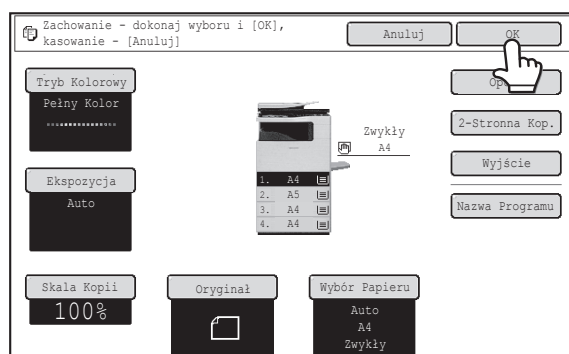 Zachowanie - dokonaj wyboru i [OK],
kasowanie - [Anuluj]
Anuluj
OK
Tryb Kolorowy
Pełny Kolor
2-Stronna Kop.
Zwykły
A4
Wyjście
Ekspozycja
Auto
1. A4
2. A5
3. A4
4. A4
Nazwa Programu
Skala Kopii
100%
Oryginał
Wybór Papieru
Auto
A4
Zwykły